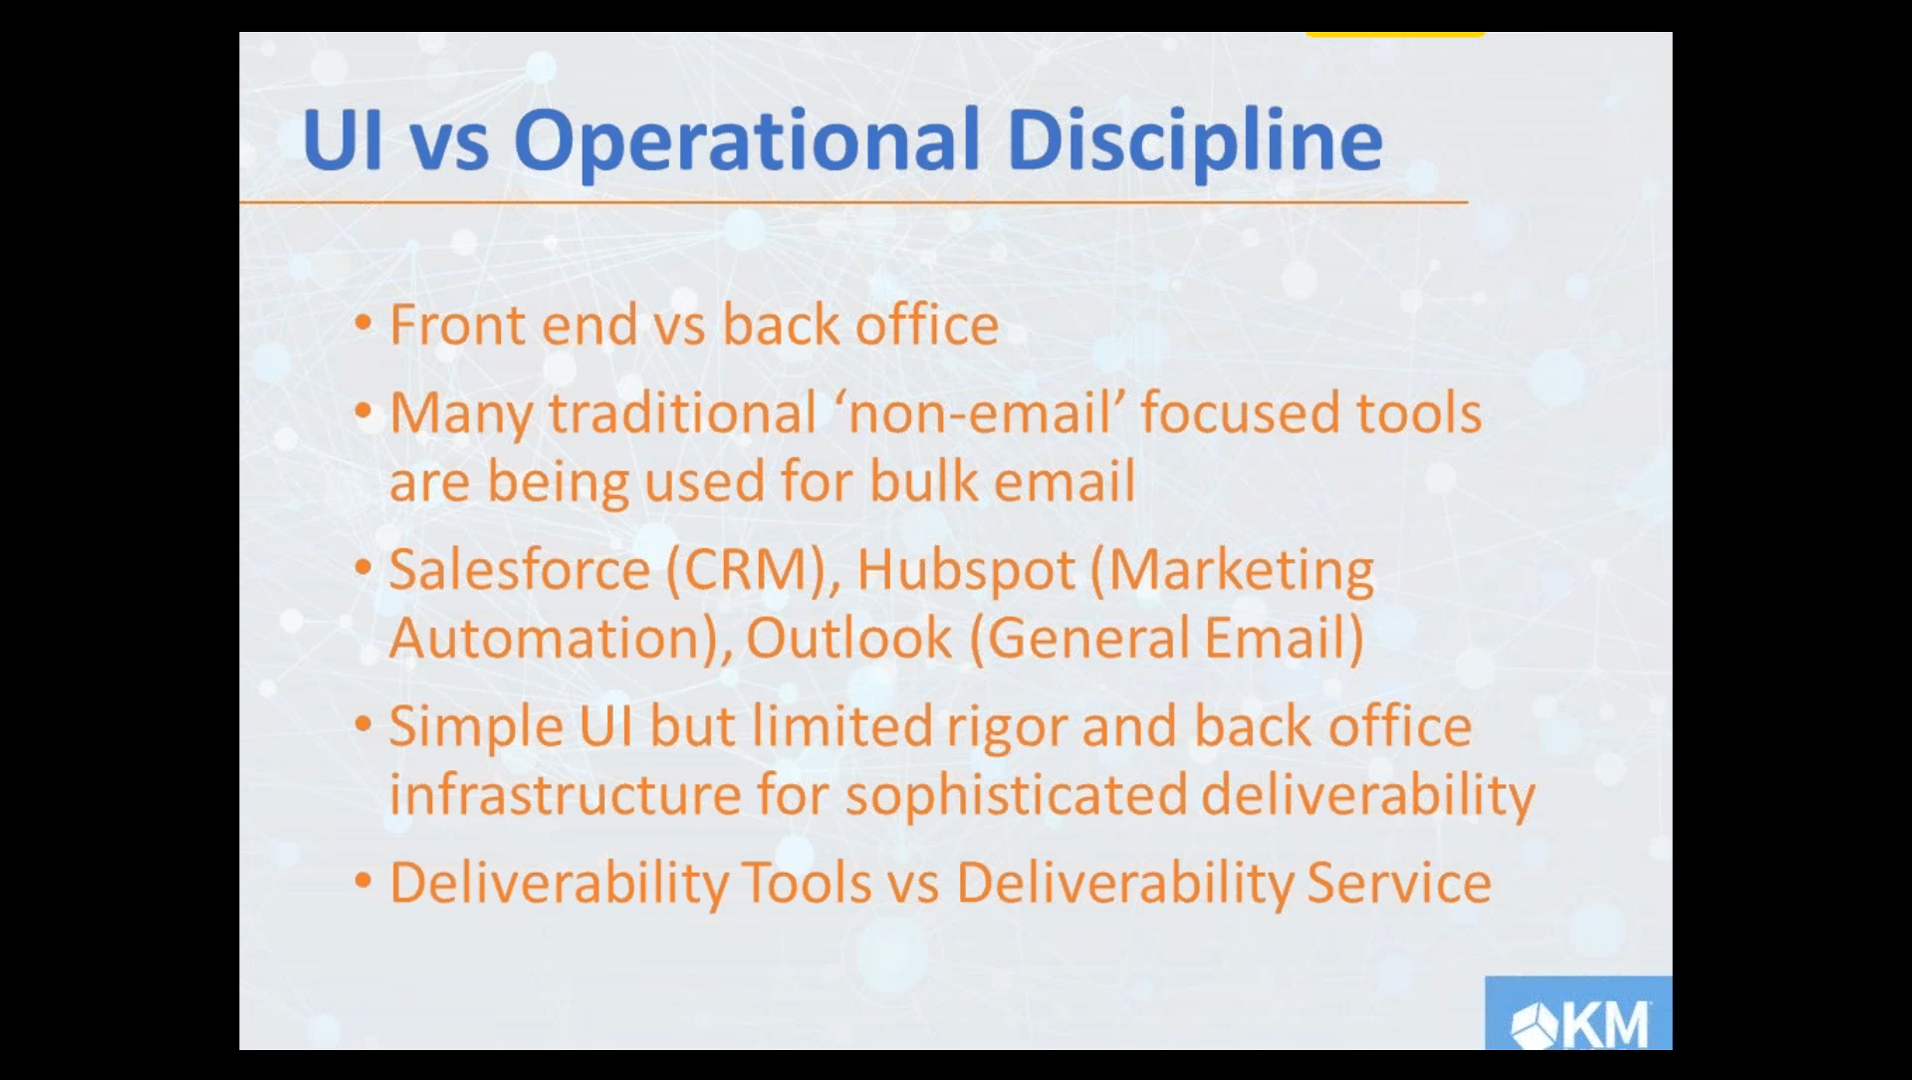 UI vs Operational Discipline
• Front end vs back office
• Many traditional ‘non-email’ focused tools
are being used for bulk email
• Salesforce (CRM), Hubspot (Marketing
Automation), Outlook (General Email)
• Simple UI but limited rigor and back office
infrastructure for sophisticated deliverability
• Deliverability Tools vs Deliverability Service
KM